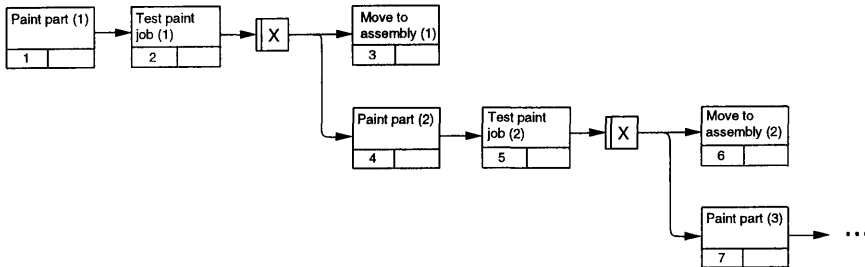 Paint part (1)
1
Test paint
job (1)
2
X
Move to
assembly (1)
3
Paint part (2)
4
Test paint
job (2)
5
X
Move to
assembly (2)
6
Paint part (3)
7
...